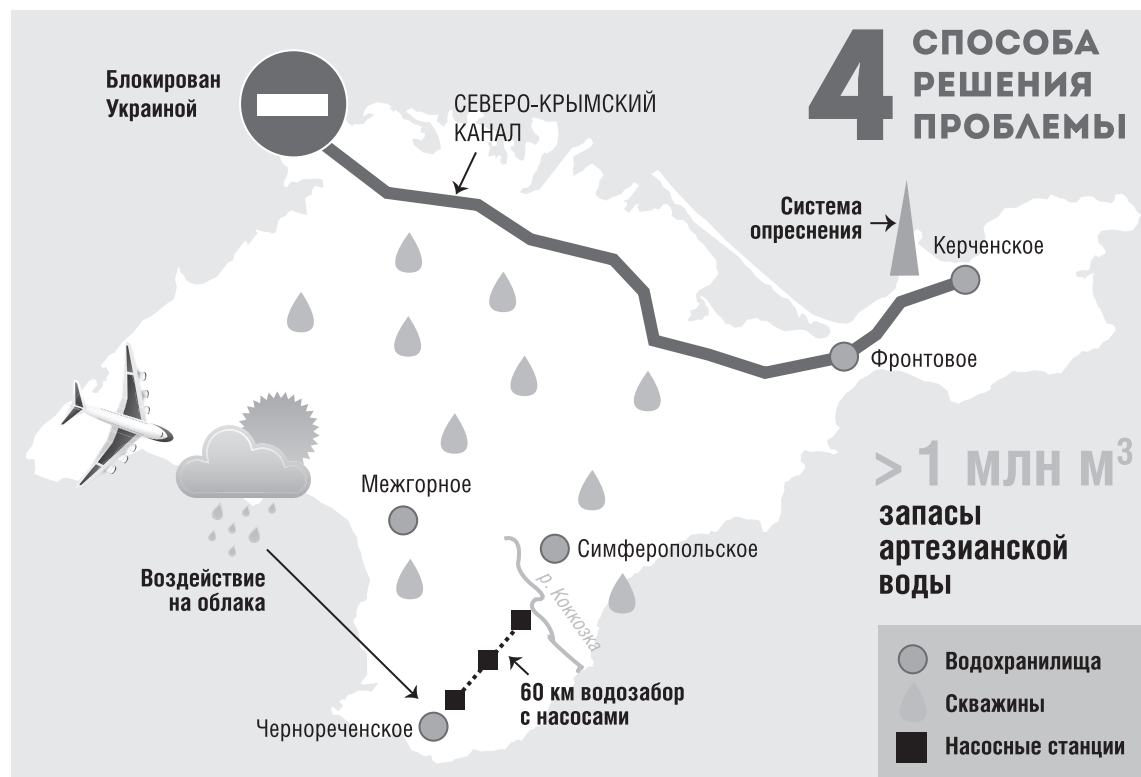 4 СПОСОБА
РЕШЕНИЯ
ПРОБЛЕМЫ
Блокирован
Украиной
СЕВЕРО-КРЫМСКИЙ
КАНАЛ
Система
опреснения
Керченское
Фронтовое
> 1 млн м³
запасы
артезианской
воды
Межгорное
Симферопольское
Воздействие
на облака
р. Коккозка
60 км водозабор
с насосами
Чернореченское
Водохранилища
Скважины
Насосные станции